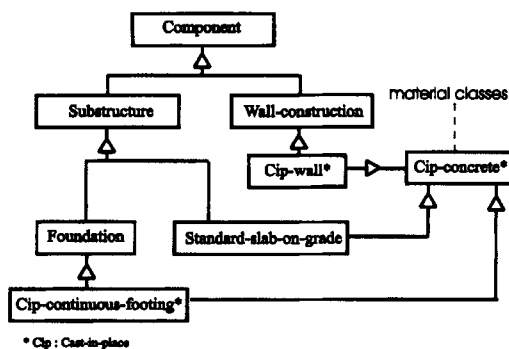 Component
Substructure
Wall-construction
material classes
Cip-wall*
Cip-concrete*
Foundation
Standard-slab-on-grade
Cip-continuous-footing*
* Cip : Cast-in-place